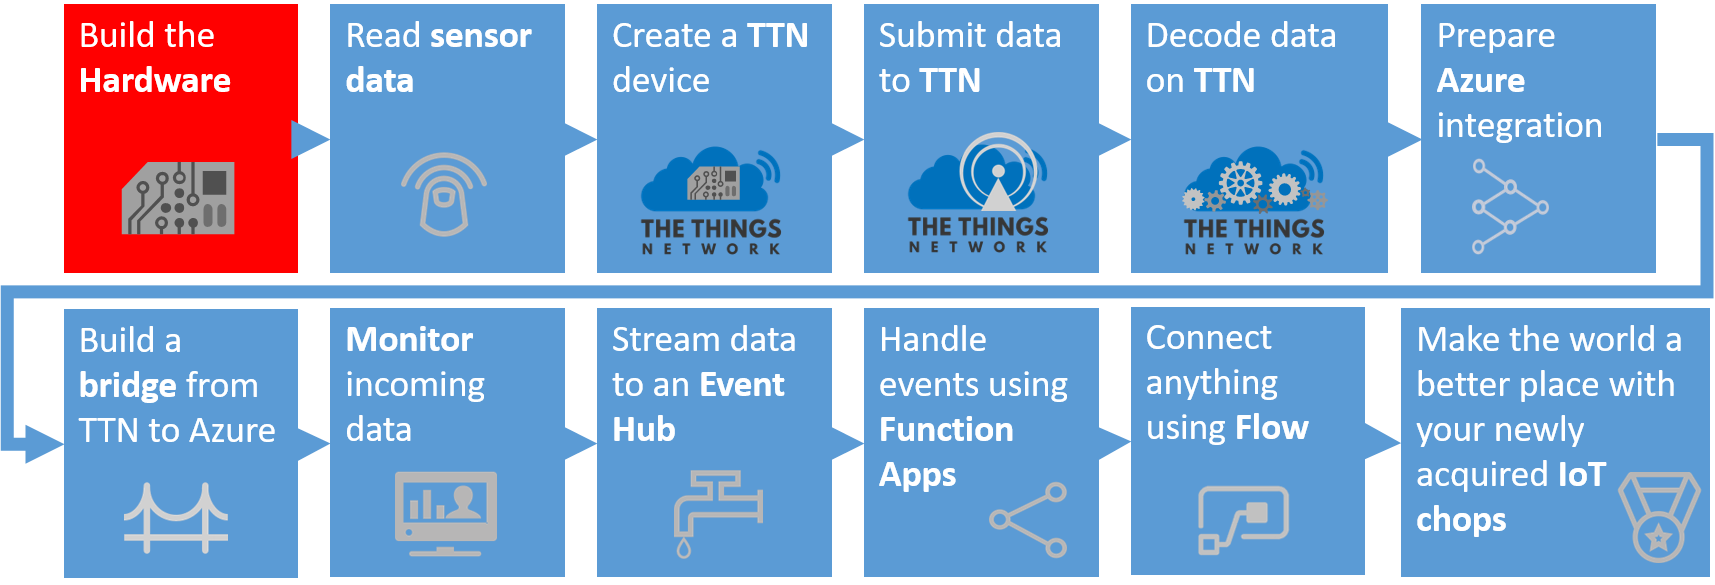 Build the
Hardware
Read sensor
data
Create a TTN
device
THE THINGS
NETWORK
Submit data
to TTN
THE THINGS
NETWORK
Decode data
on TTN
THE THINGS
NETWORK
Prepare
Azure
integration
Build a
bridge from
TTN to Azure
Monitor
incoming
data
Stream data
to an Event
Hub
Handle
events using
Function
Apps
Connect
anything
using Flow
Make the world a
better place with
your newly
acquired IoT
chops